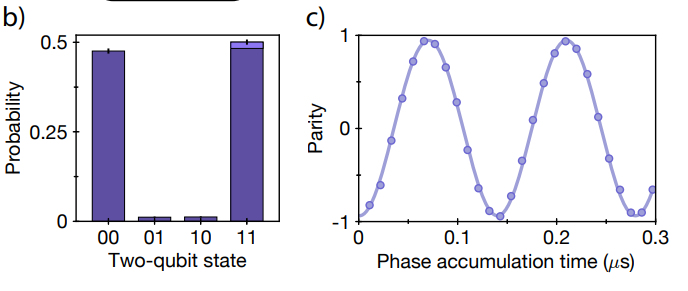 b)
Probability
0.5
0.25
0
00 01 10 11
Two-qubit state
c)
Parity
1
0
-1
0 0.1 0.2 0.3
Phase accumulation time (μs)